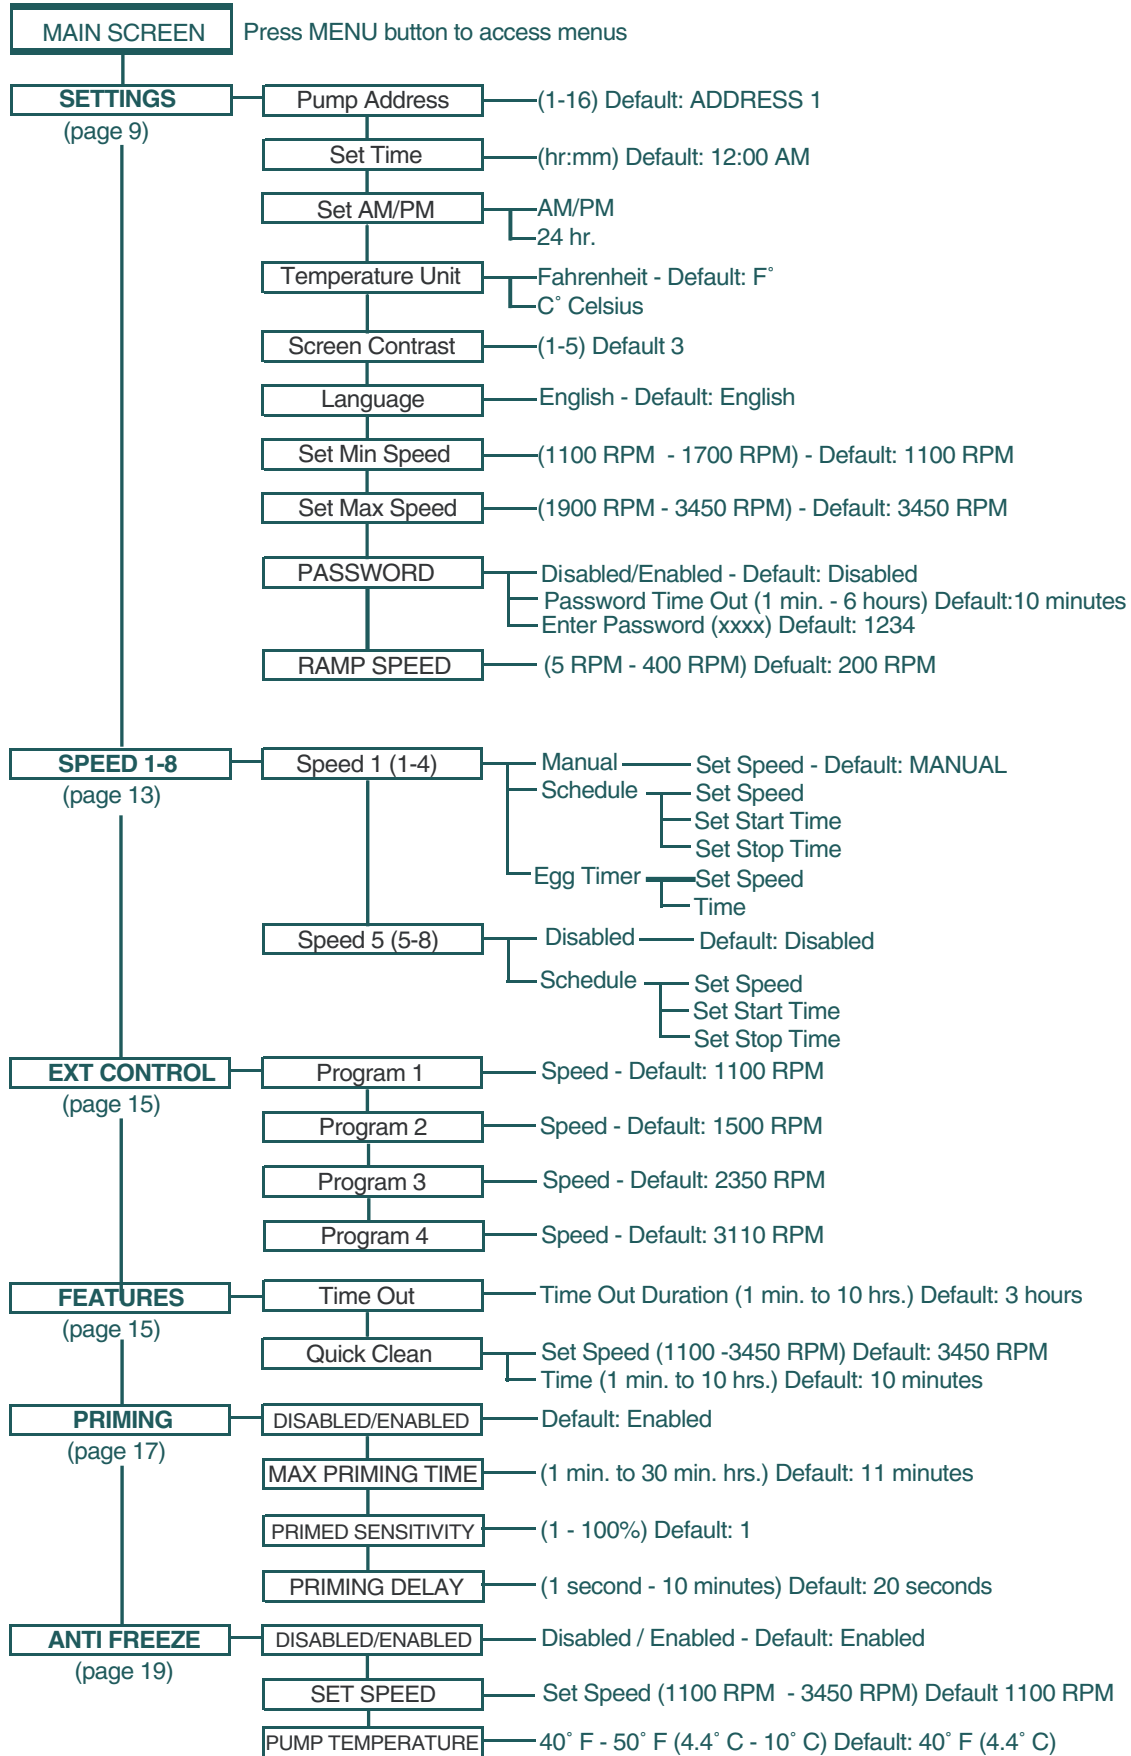 MAIN SCREEN Press MENU button to access menus
SETTINGS Pump Address (1-16) Default: ADDRESS 1
(page 9)
Set Time (hr:mm) Default: 12:00 AM
Set AM/PM AM/PM
24 hr.
Temperature Unit Fahrenheit - Default: F˚
C˚ Celsius
Screen Contrast (1-5) Default 3
Language English - Default: English
Set Min Speed (1100 RPM - 1700 RPM) - Default: 1100 RPM
Set Max Speed (1900 RPM - 3450 RPM) - Default: 3450 RPM
PASSWORD Disabled/Enabled - Default: Disabled
Password Time Out (1 min. - 6 hours) Default:10 minutes
Enter Password (xxxx) Default: 1234
RAMP SPEED (5 RPM - 400 RPM) Defualt: 200 RPM
SPEED 1-8 Speed 1 (1-4) Manual Set Speed - Default: MANUAL
(page 13) Schedule Set Speed
Set Start Time
Set Stop Time
Egg Timer Set Speed
Time
Speed 5 (5-8) Disabled Default: Disabled
Schedule Set Speed
Set Start Time
Set Stop Time
EXT CONTROL Program 1 Speed - Default: 1100 RPM
(page 15)
Program 2 Speed - Default: 1500 RPM
Program 3 Speed - Default: 2350 RPM
Program 4 Speed - Default: 3110 RPM
FEATURES Time Out Time Out Duration (1 min. to 10 hrs.) Default: 3 hours
(page 15)
Quick Clean Set Speed (1100 -3450 RPM) Default: 3450 RPM
Time (1 min. to 10 hrs.) Default: 10 minutes
PRIMING DISABLED/ENABLED Default: Enabled
(page 17)
MAX PRIMING TIME (1 min. to 30 min. hrs.) Default: 11 minutes
PRIMED SENSITIVITY (1 - 100%) Default: 1
PRIMING DELAY (1 second - 10 minutes) Default: 20 seconds
ANTI FREEZE DISABLED/ENABLED Disabled / Enabled - Default: Enabled
(page 19)
SET SPEED Set Speed (1100 RPM - 3450 RPM) Default 1100 RPM
PUMP TEMPERATURE 40˚ F - 50˚ F (4.4˚ C - 10˚ C) Default: 40˚ F (4.4˚ C)